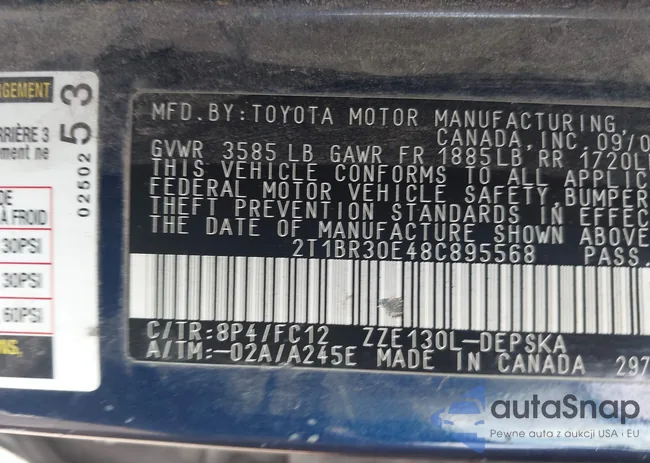 RGEMENT
RRIÈRE 3
ement ne
53
02502
DE
À FROID
30PSI
30PSI
60PSI
MFD.BY:TOYOTA MOTOR MANUFACTURING,
CANADA,INC.09/0
GVWR 3585 LB GAWR FR 1885LB,RR 1720L
THIS VEHICLE CONFORMS TO ALL APPLIC
FEDERAL MOTOR VEHICLE SAFETY,BUMPER
THEFT PREVENTION STANDARDS IN EFFEC
THE DATE OF MANUFACTURE SHOWN ABOVE
2T1BR30E48C895568 PASS.
C/TR:8P4/FC12 ZZE130L-DEPSKA
A/TM:-02A/A245E MADE IN CANADA 297
autaSnap
Pewne auta z aukcji USA i EU